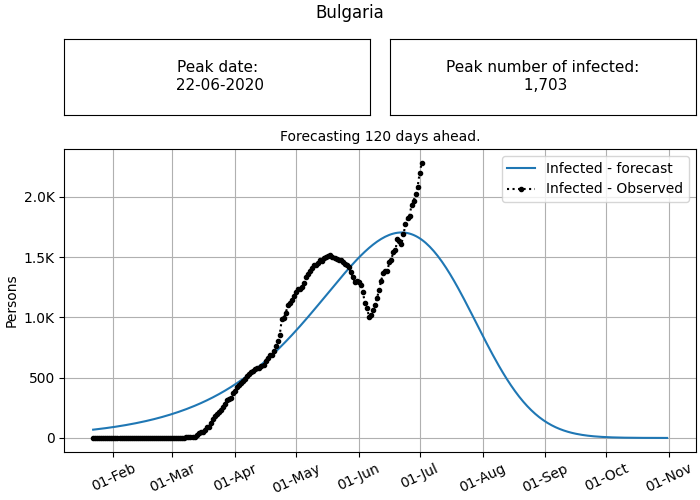 Bulgaria
Peak date:
22-06-2020
Peak number of infected:
1,703
Forecasting 120 days ahead.
Infected - forecast
Infected - Observed
Persons
2.0K
1.5K
1.0K
500
0
01-Feb
01-Mar
01-Apr
01-May
01-Jun
01-Jul
01-Aug
01-Sep
01-Oct
01-Nov